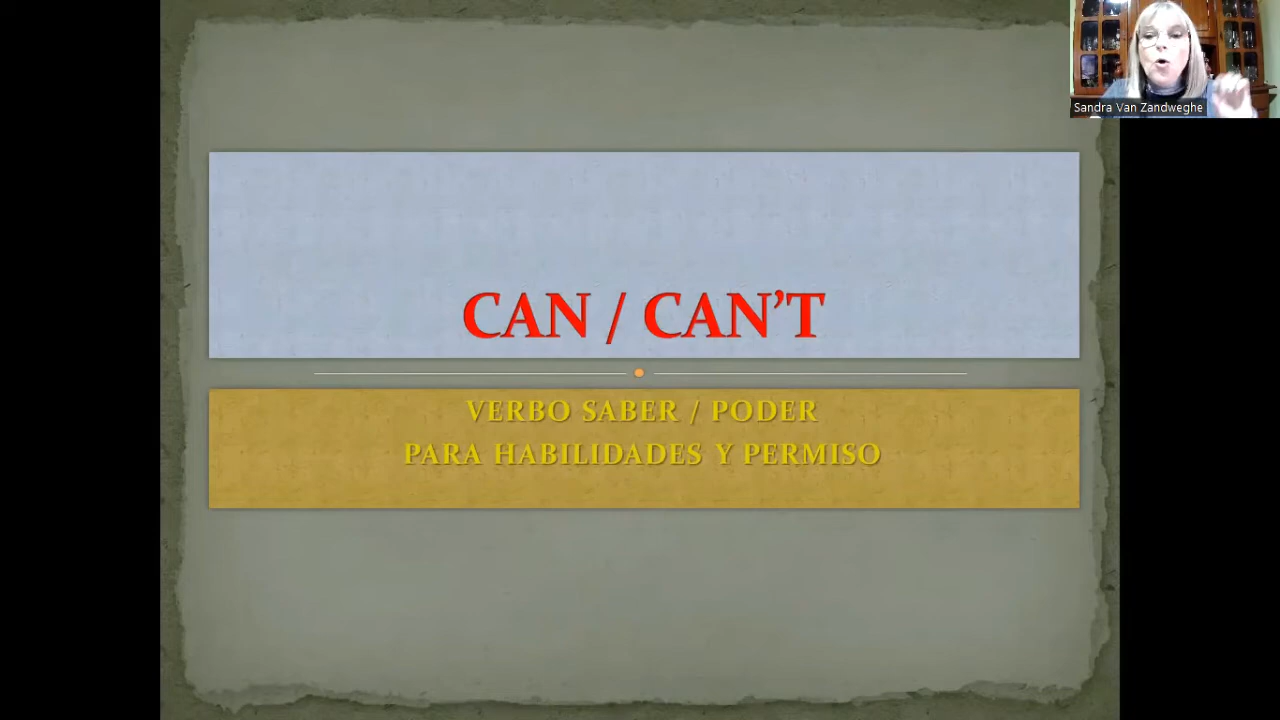 Sandra Van Zandweghe
CAN / CAN’T
VERBO SABER / PODER
PARA HABILIDADES Y PERMISO